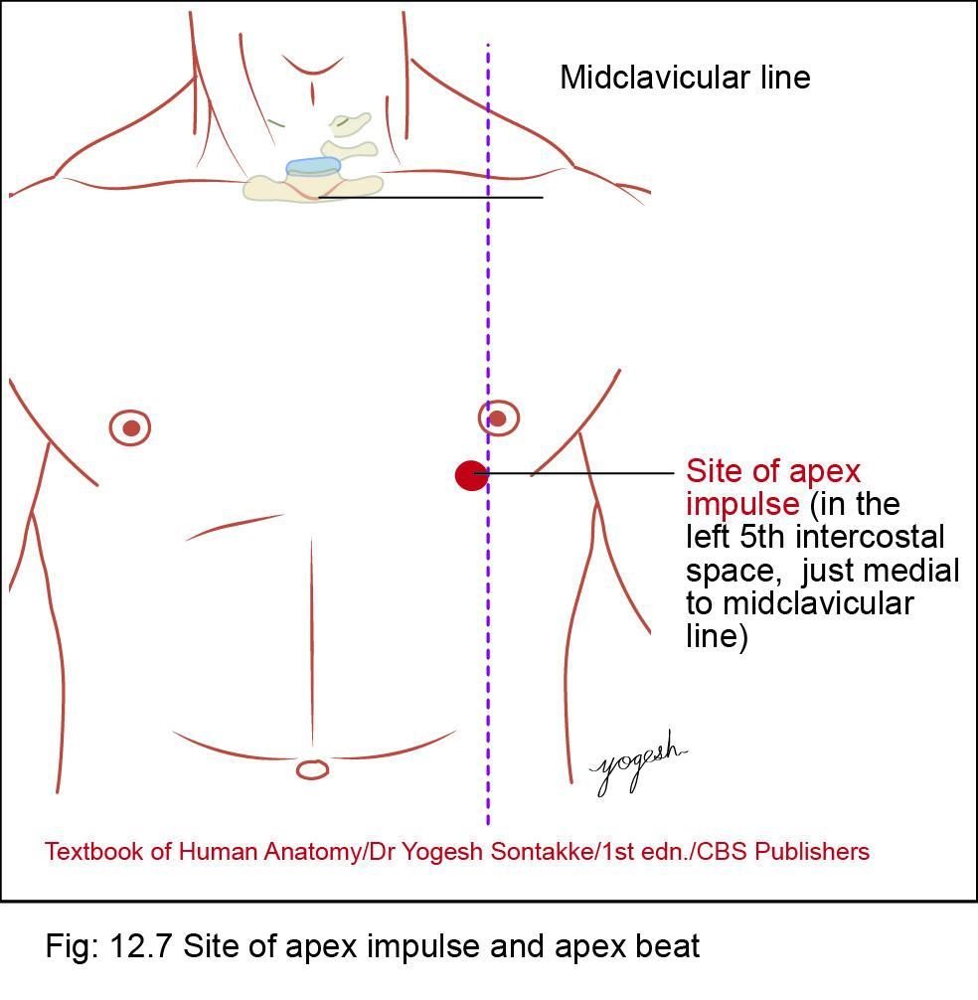 Midclavicular line
Site of apex
impulse (in the
left 5th intercostal
space, just medial
to midclavicular
line)
yogesh
Textbook of Human Anatomy/Dr Yogesh Sontakke/1st edn./CBS Publishers
Fig: 12.7 Site of apex impulse and apex beat